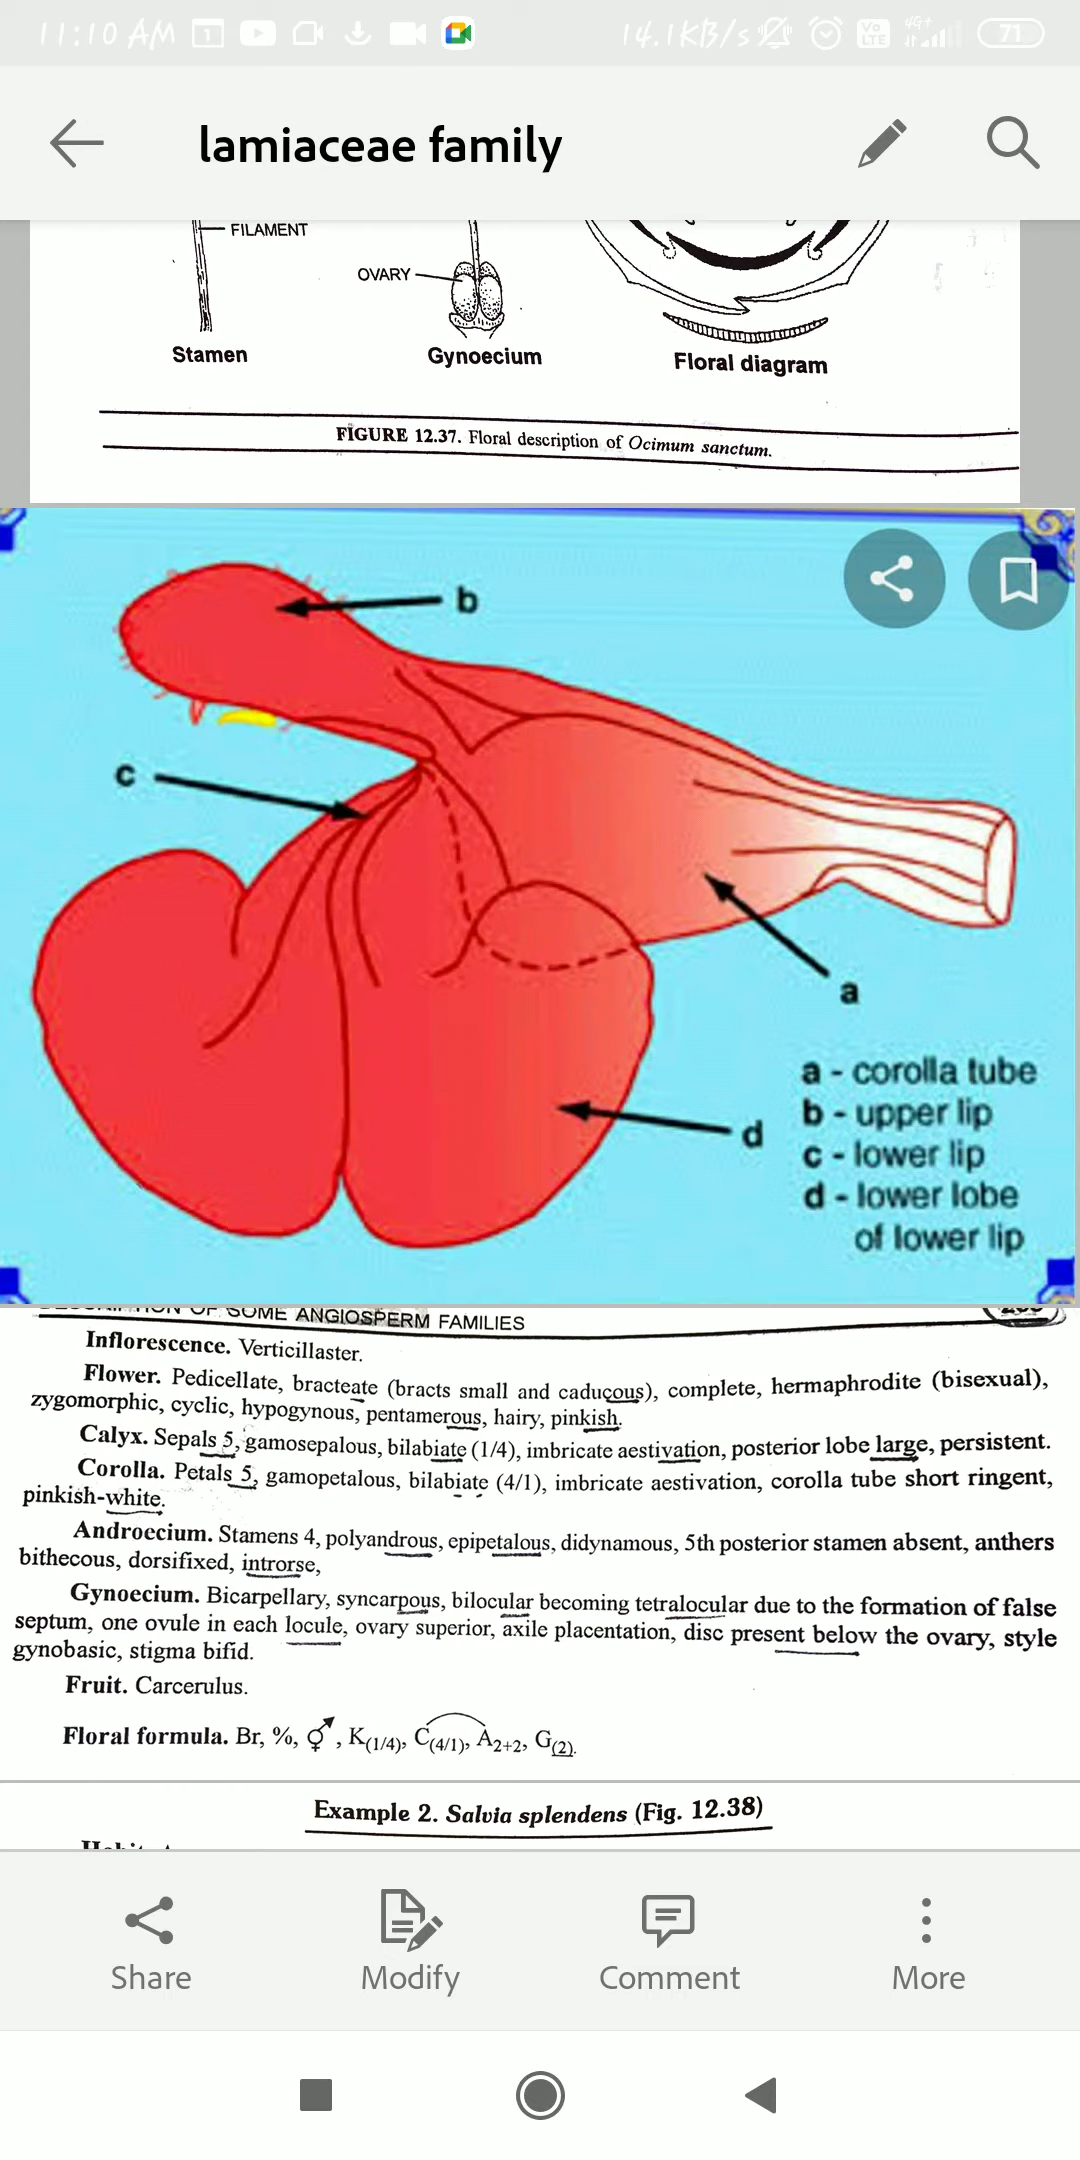 11:10 AM 1 14.1KB/s Vo LTE 4G+ 71
lamiaceae family
FILAMENT
OVARY
Stamen
Gynoecium
Floral diagram
FIGURE 12.37. Floral description of Ocimum sanctum.
b
c
a
d
a - corolla tube
b - upper lip
c - lower lip
d - lower lobe
of lower lip
DESCRIPTION OF SOME ANGIOSPERM FAMILIES
Inflorescence. Verticillaster.
Flower. Pedicellate, bracteate (bracts small and caducous), complete, hermaphrodite (bisexual),
zygomorphic, cyclic, hypogynous, pentamerous, hairy, pinkish.
Calyx. Sepals 5, gamosepalous, bilabiate (1/4), imbricate aestivation, posterior lobe large, persistent.
Corolla. Petals 5, gamopetalous, bilabiate (4/1), imbricate aestivation, corolla tube short ringent,
pinkish-white.
Androecium. Stamens 4, polyandrous, epipetalous, didynamous, 5th posterior stamen absent, anthers
bithecous, dorsifixed, introrse,
Gynoecium. Bicarpellary, syncarpous, bilocular becoming tetralocular due to the formation of false
septum, one ovule in each locule, ovary superior, axile placentation, disc present below the ovary, style
gynobasic, stigma bifid.
Fruit. Carcerulus.
Floral formula. Br, %, ⚥, K(1/4), C(4/1), A2+2, G(2).
Example 2. Salvia splendens (Fig. 12.38)
Share
Modify
Comment
More